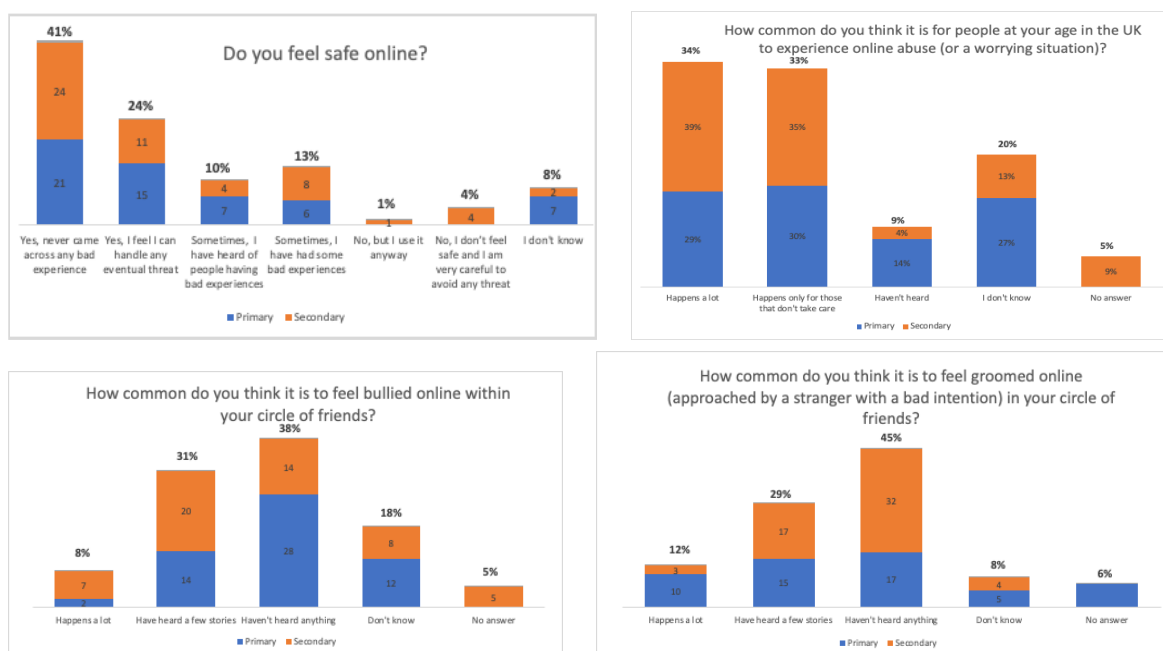 Do you feel safe online?
41%
24%
10%
13%
1%
4%
8%
24
11
4
8
1
4
2
21
15
7
6
7
Yes, never came
across any bad
experience
Yes, I feel I can
handle any
eventual threat
Sometimes, I
have heard of
people having
bad experiences
Sometimes, I
have had some
bad experiences
No, but I use it
anyway
No, I don't feel
safe and I am
very careful to
avoid any threat
I don't know
Primary Secondary
How common do you think it is for people at your age in the UK
to experience online abuse (or a worrying situation)?
34%
33%
9%
20%
5%
39%
35%
4%
13%
9%
29%
30%
14%
27%
Happens a lot
Happens only for those
that don't take care
Haven't heard
I don't know
No answer
Primary Secondary
How common do you think it is to feel bullied online within
your circle of friends?
8%
31%
38%
18%
5%
7
20
14
8
5
2
14
28
12
Happens a lot
Have heard a few stories
Haven't heard anything
Don't know
No answer
Primary Secondary
How common do you think it is to feel groomed online
(approached by a stranger with a bad intention) in your circle of
friends?
12%
29%
45%
8%
6%
3
17
32
4
10
15
17
5
Happens a lot
Have heard a few stories
Haven't heard anything
Don't know
No answer
Primary Secondary